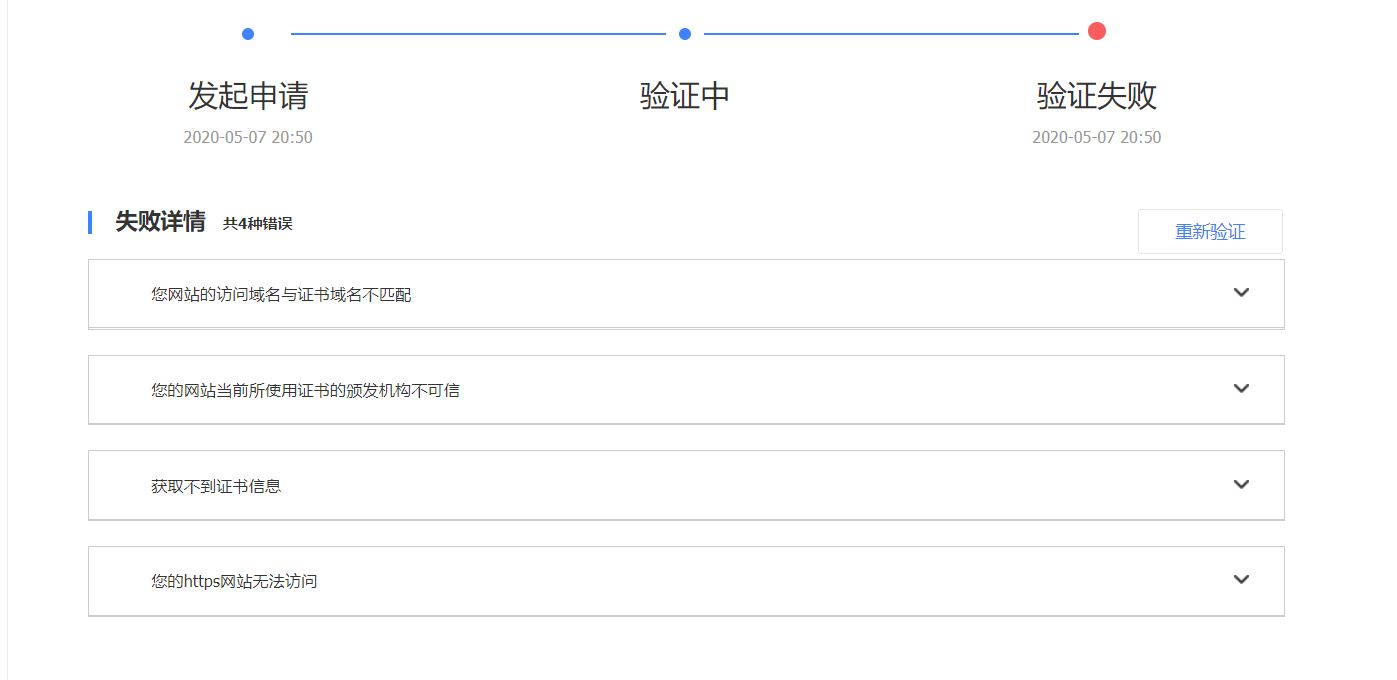 发起申请
验证中
验证失败
2020-05-07 20:50
2020-05-07 20:50
失败详情 共4种错误
重新验证
您网站的访问域名与证书域名不匹配
您的网站当前所使用证书的颁发机构不可信
获取不到证书信息
您的https网站无法访问